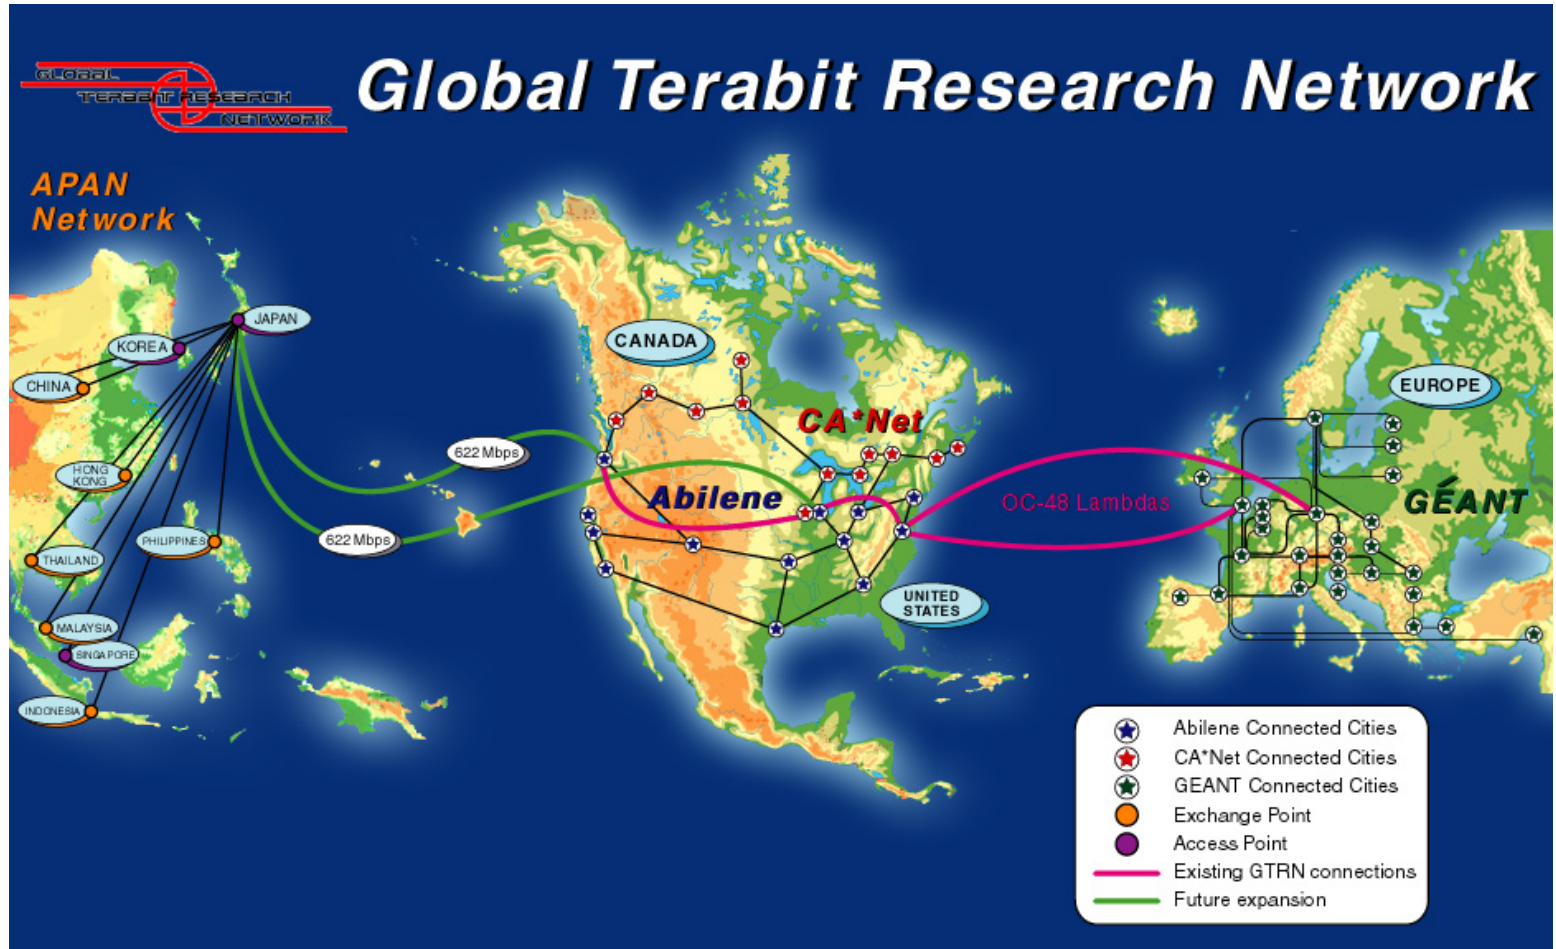 GLOBAL
TERABIT RESEARCH
NETWORK
Global Terabit Research Network
APAN
Network
JAPAN
KOREA
CHINA
HONG
KONG
PHILIPPINES
THAILAND
MALAYSIA
SINGAPORE
INDONESIA
622 Mbps
622 Mbps
CANADA
CA*Net
Abilene
UNITED
STATES
OC-48 Lambdas
EUROPE
GÉANT
Abilene Connected Cities
CA*Net Connected Cities
GEANT Connected Cities
Exchange Point
Access Point
Existing GTRN connections
Future expansion